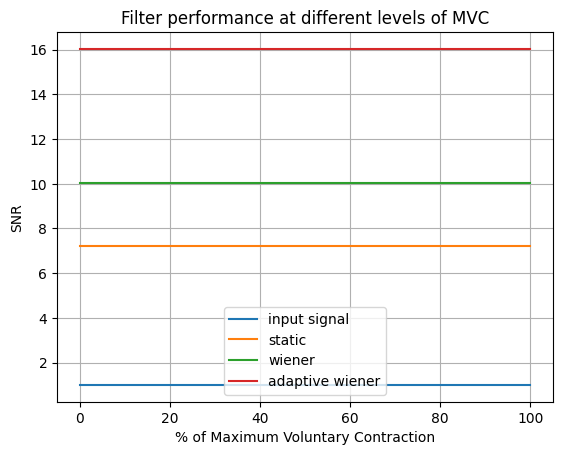 Filter performance at different levels of MVC
16
14
12
10
8
6
4
2
SNR
input signal
static
wiener
adaptive wiener
0 20 40 60 80 100
% of Maximum Voluntary Contraction